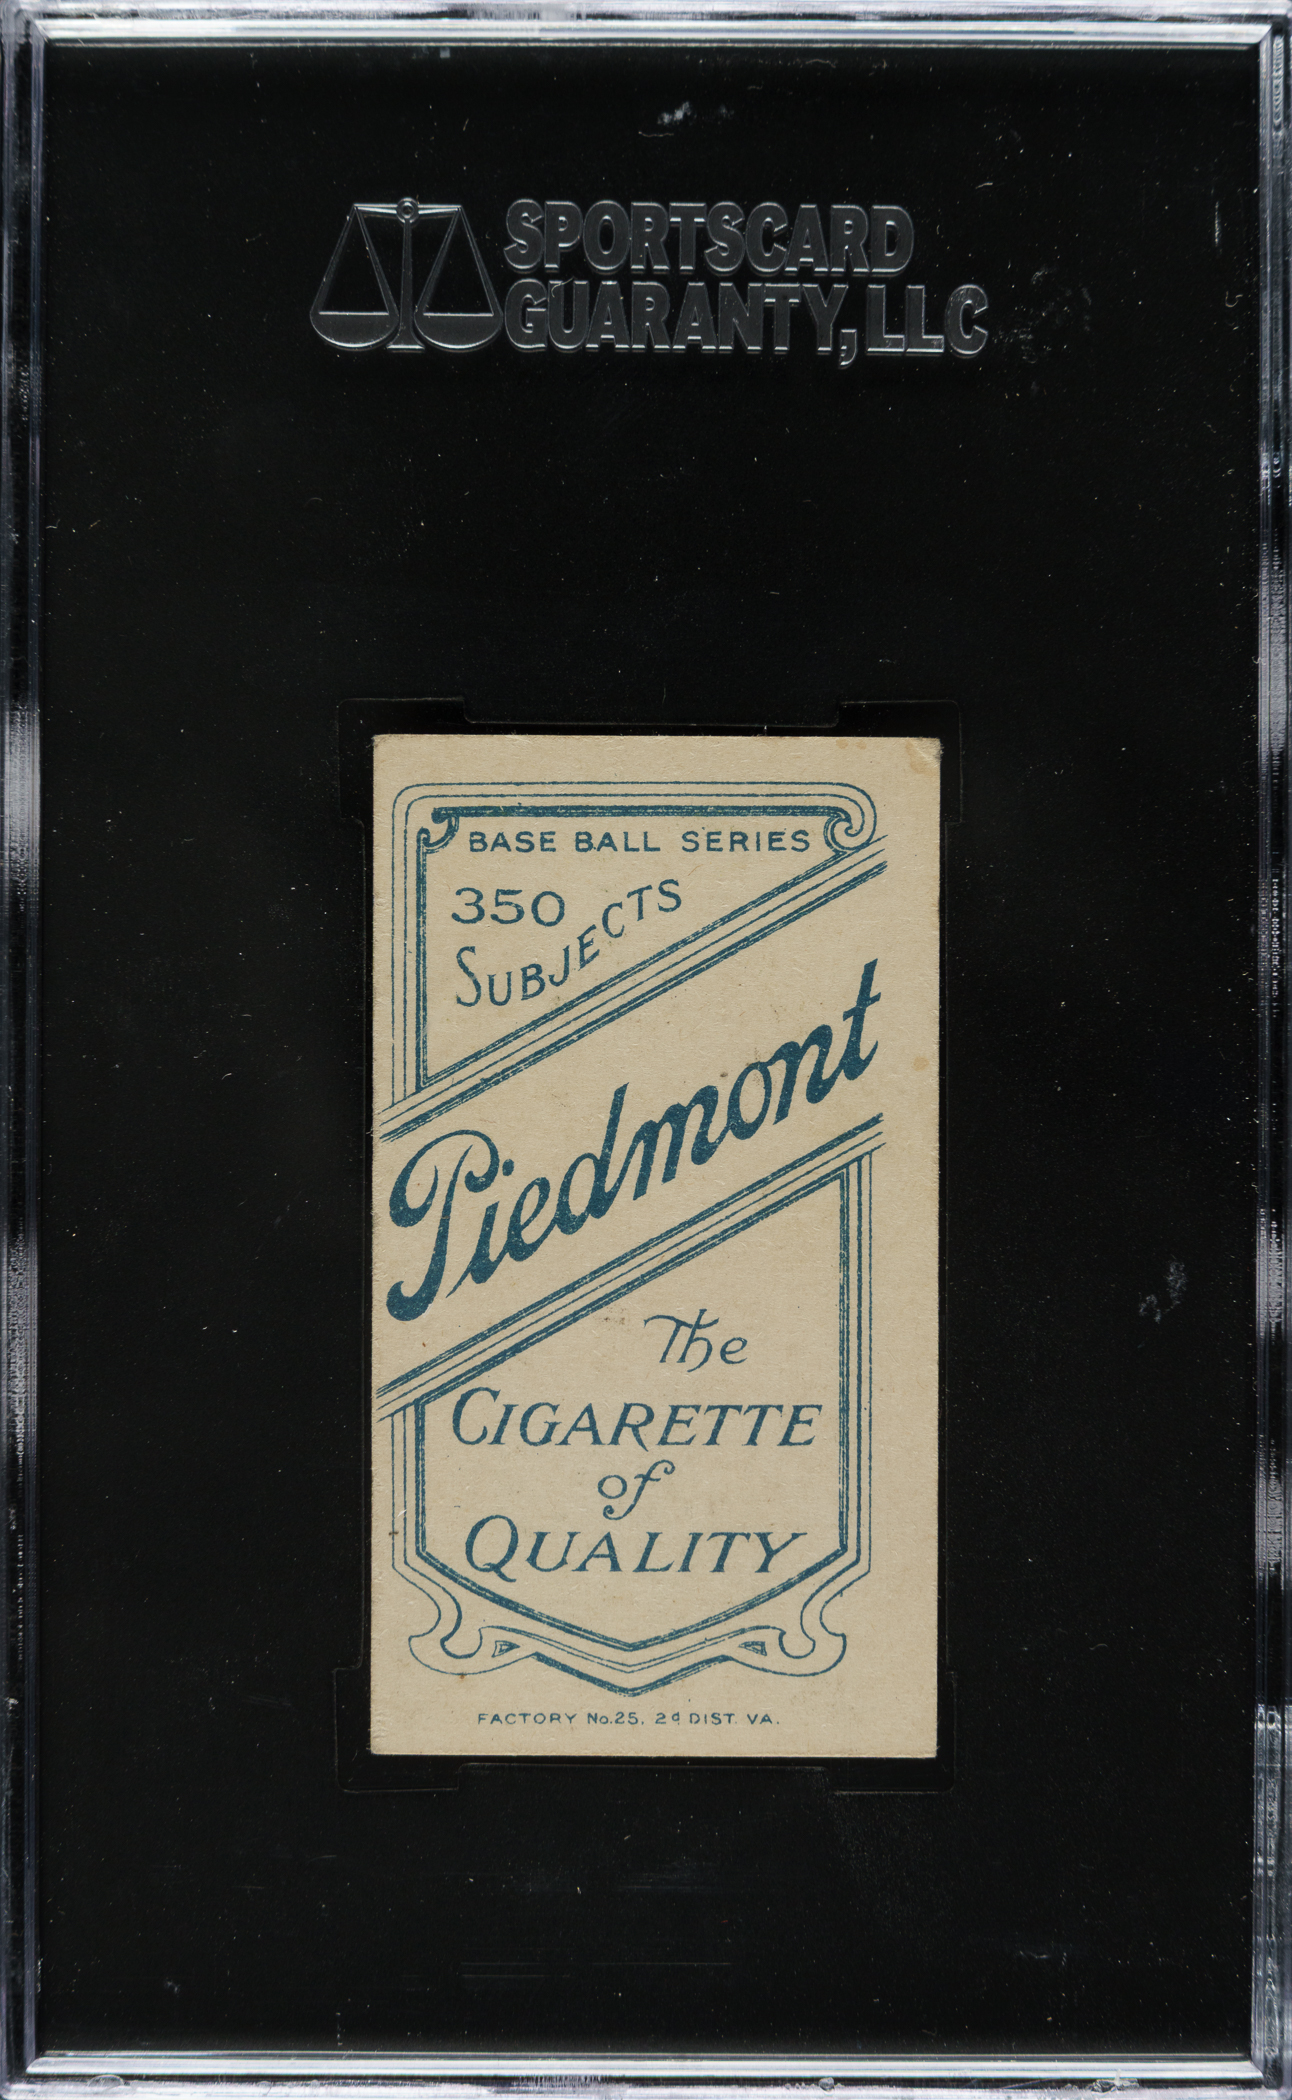 SPORTSCARD
GUARANTY, LLC
BASE BALL SERIES
350
SUBJECTS
Piedmont
The
CIGARETTE
of
QUALITY
FACTORY No.25, 2d DIST. VA.